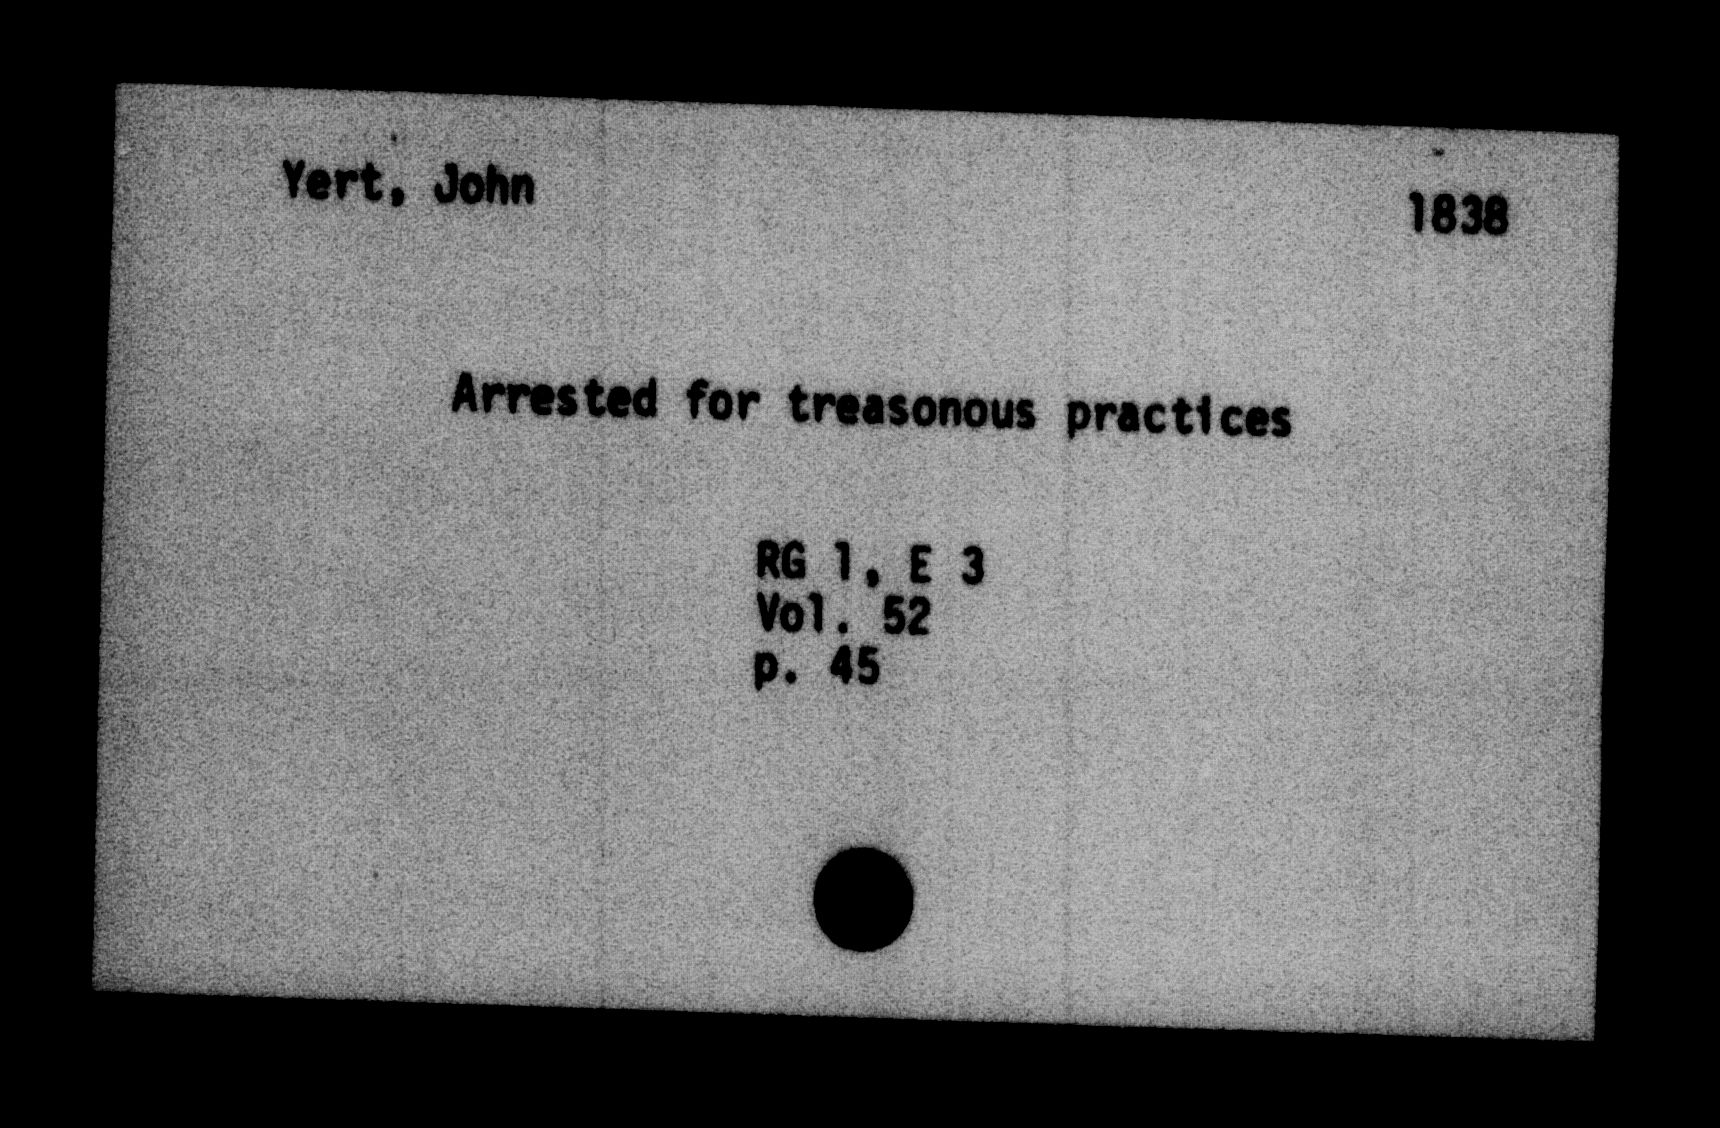 Yert, John
1838
Arrested for treasonous practices
RG 1, E 3
Vol. 52
p. 45